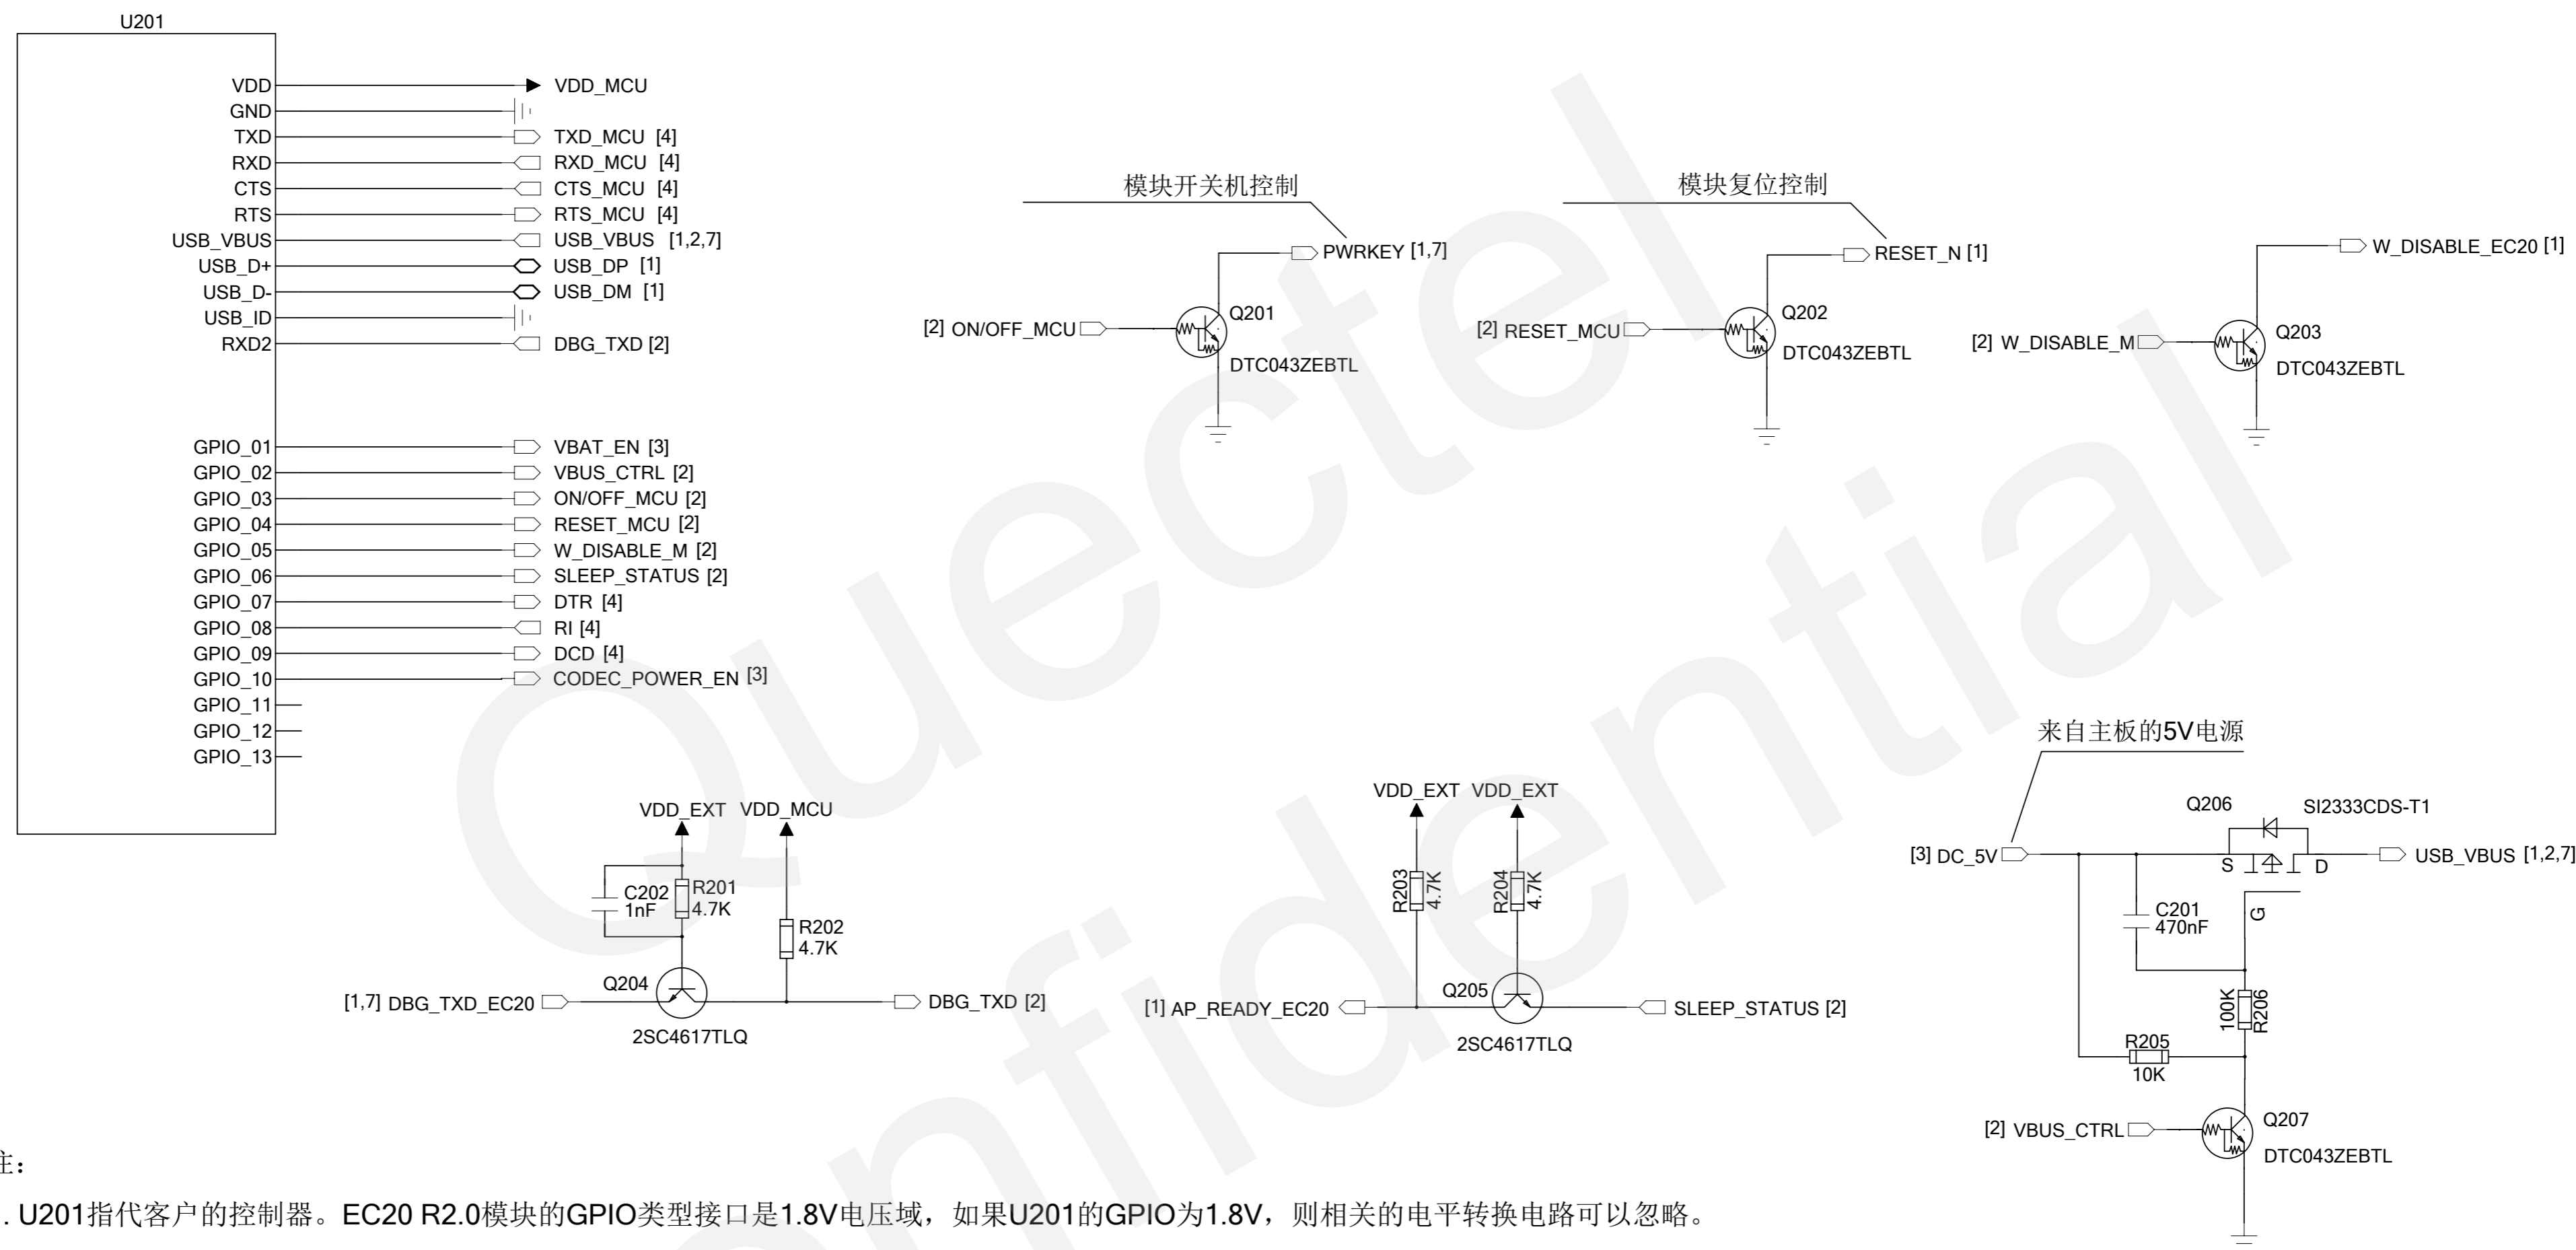 U201
VDD VDD_MCU
GND
TXD TXD_MCU [4]
RXD RXD_MCU [4]
CTS CTS_MCU [4]
RTS RTS_MCU [4]
USB_VBUS USB_VBUS [1,2,7]
USB_D+ USB_DP [1]
USB_D- USB_DM [1]
USB_ID
RXD2 DBG_TXD [2]
GPIO_01 VBAT_EN [3]
GPIO_02 VBUS_CTRL [2]
GPIO_03 ON/OFF_MCU [2]
GPIO_04 RESET_MCU [2]
GPIO_05 W_DISABLE_M [2]
GPIO_06 SLEEP_STATUS [2]
GPIO_07 DTR [4]
GPIO_08 RI [4]
GPIO_09 DCD [4]
GPIO_10 CODEC_POWER_EN [3]
GPIO_11
GPIO_12
GPIO_13
模块开关机控制
PWRKEY [1,7]
[2] ON/OFF_MCU
Q201
DTC043ZEBTL
模块复位控制
RESET_N [1]
[2] RESET_MCU
Q202
DTC043ZEBTL
W_DISABLE_EC20 [1]
[2] W_DISABLE_M
Q203
DTC043ZEBTL
VDD_EXT VDD_MCU
C202
1nF
R201
4.7K
R202
4.7K
Q204
[1,7] DBG_TXD_EC20
DBG_TXD [2]
2SC4617TLQ
VDD_EXT VDD_EXT
R203
4.7K
R204
4.7K
Q205
[1] AP_READY_EC20
SLEEP_STATUS [2]
2SC4617TLQ
来自主板的5V电源
Q206
SI2333CDS-T1
[3] DC_5V
S
D
USB_VBUS [1,2,7]
G
C201
470nF
100K
R206
R205
10K
[2] VBUS_CTRL
Q207
DTC043ZEBTL
注：
. U201指代客户的控制器。EC20 R2.0模块的GPIO类型接口是1.8V电压域，如果U201的GPIO为1.8V，则相关的电平转换电路可以忽略。
Quectel
Confidential